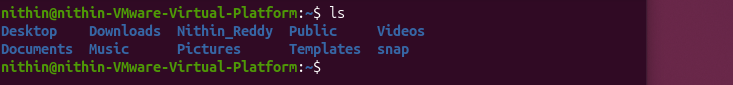 nithin@nithin-VMware-Virtual-Platform:~$ ls
Desktop    Downloads  Nithin_Reddy  Public     Videos
Documents  Music      Pictures      Templates  snap
nithin@nithin-VMware-Virtual-Platform:~$